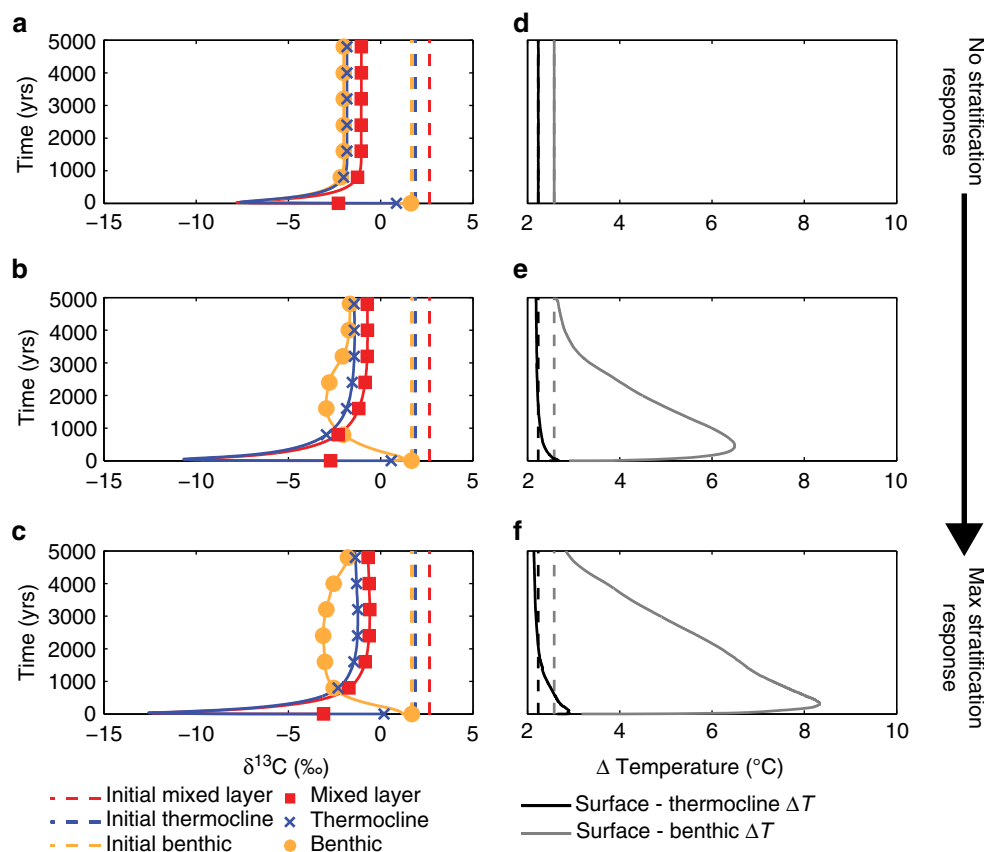 a
5000
4000
3000
2000
1000
0
Time (yrs)
−15 −10 −5 0 5
d
2 4 6 8 10
No stratification
response
b
5000
4000
3000
2000
1000
0
Time (yrs)
−15 −10 −5 0 5
e
2 4 6 8 10
c
5000
4000
3000
2000
1000
0
Time (yrs)
−15 −10 −5 0 5
δ13C (‰)
f
2 4 6 8 10
Δ Temperature (°C)
Max stratification
response
Initial mixed layer
Initial thermocline
Initial benthic
Mixed layer
Thermocline
Benthic
Surface - thermocline ΔT
Surface - benthic ΔT